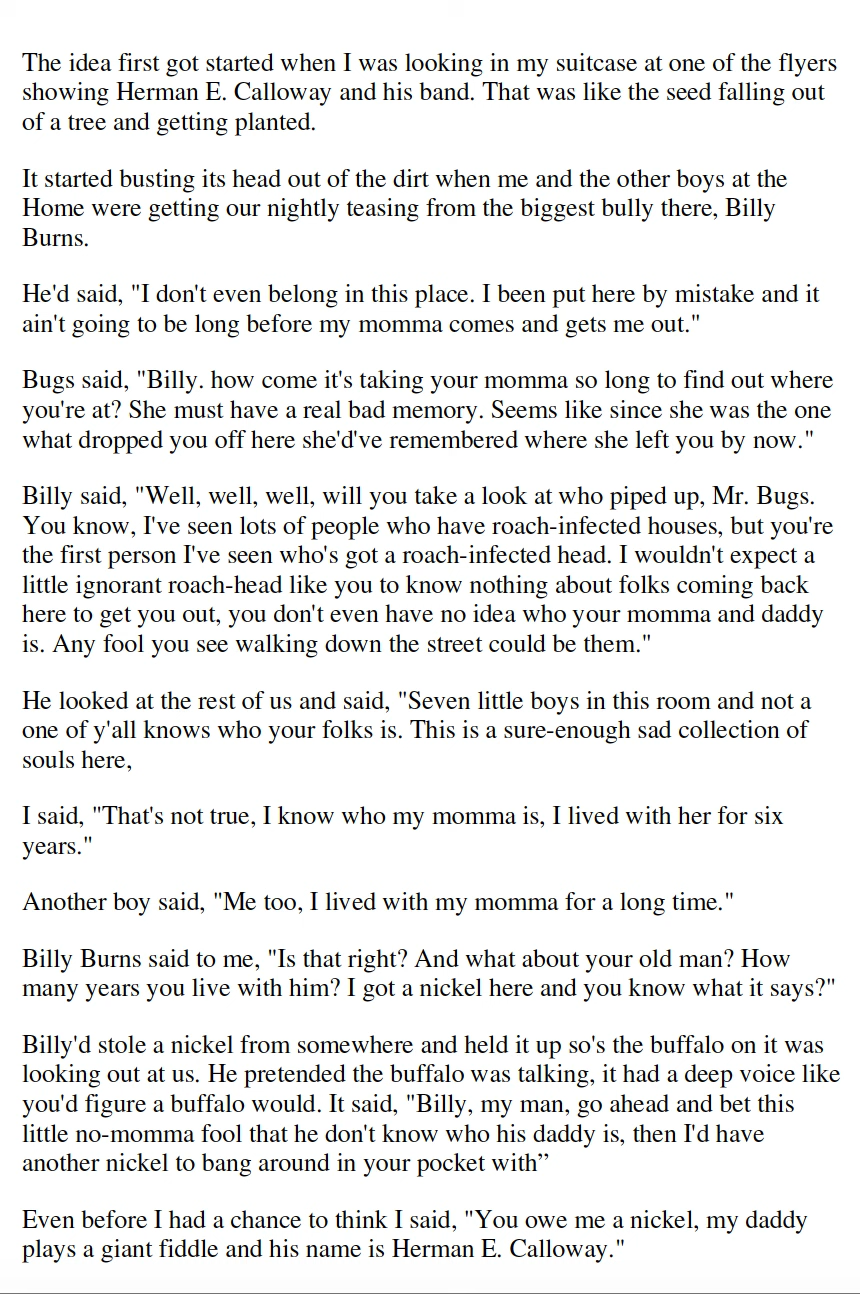 The idea first got started when I was looking in my suitcase at one of the flyers
showing Herman E. Calloway and his band. That was like the seed falling out
of a tree and getting planted.
It started busting its head out of the dirt when me and the other boys at the
Home were getting our nightly teasing from the biggest bully there, Billy
Burns.
He'd said, "I don't even belong in this place. I been put here by mistake and it
ain't going to be long before my momma comes and gets me out."
Bugs said, "Billy. how come it's taking your momma so long to find out where
you're at? She must have a real bad memory. Seems like since she was the one
what dropped you off here she'd've remembered where she left you by now."
Billy said, "Well, well, well, will you take a look at who piped up, Mr. Bugs.
You know, I've seen lots of people who have roach-infected houses, but you're
the first person I've seen who's got a roach-infected head. I wouldn't expect a
little ignorant roach-head like you to know nothing about folks coming back
here to get you out, you don't even have no idea who your momma and daddy
is. Any fool you see walking down the street could be them."
He looked at the rest of us and said, "Seven little boys in this room and not a
one of y'all knows who your folks is. This is a sure-enough sad collection of
souls here,
I said, "That's not true, I know who my momma is, I lived with her for six
years."
Another boy said, "Me too, I lived with my momma for a long time."
Billy Burns said to me, "Is that right? And what about your old man? How
many years you live with him? I got a nickel here and you know what it says?"
Billy'd stole a nickel from somewhere and held it up so's the buffalo on it was
looking out at us. He pretended the buffalo was talking, it had a deep voice like
you'd figure a buffalo would. It said, "Billy, my man, go ahead and bet this
little no-momma fool that he don't know who his daddy is, then I'd have
another nickel to bang around in your pocket with”
Even before I had a chance to think I said, "You owe me a nickel, my daddy
plays a giant fiddle and his name is Herman E. Calloway."